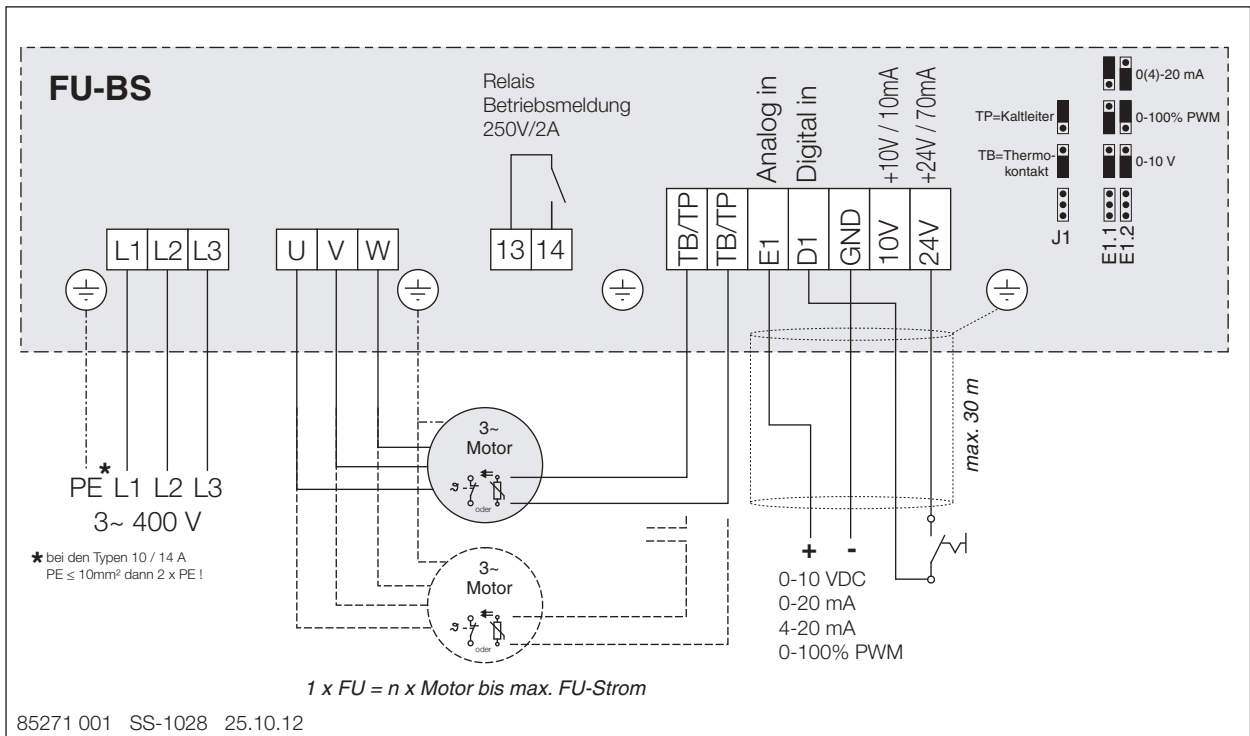 FU-BS
Relais
Betriebsmeldung
250V/2A
Analog in
Digital in
+10V / 10mA
+24V / 70mA
TP=Kaltleiter
TB=Thermo-
kontakt
J1
0(4)-20 mA
0-100% PWM
0-10 V
E1.1
E1.2
L1 L2 L3
U V W
13 14
TB/TP
TB/TP
E1
D1
GND
10V
24V
max. 30 m
PE * L1 L2 L3
3~ 400 V
* bei den Typen 10 / 14 A
PE ≤ 10mm² dann 2 x PE !
3~
Motor
ϑ
oder
3~
Motor
ϑ
oder
+ -
0-10 VDC
0-20 mA
4-20 mA
0-100% PWM
1 x FU = n x Motor bis max. FU-Strom
85271 001 SS-1028 25.10.12